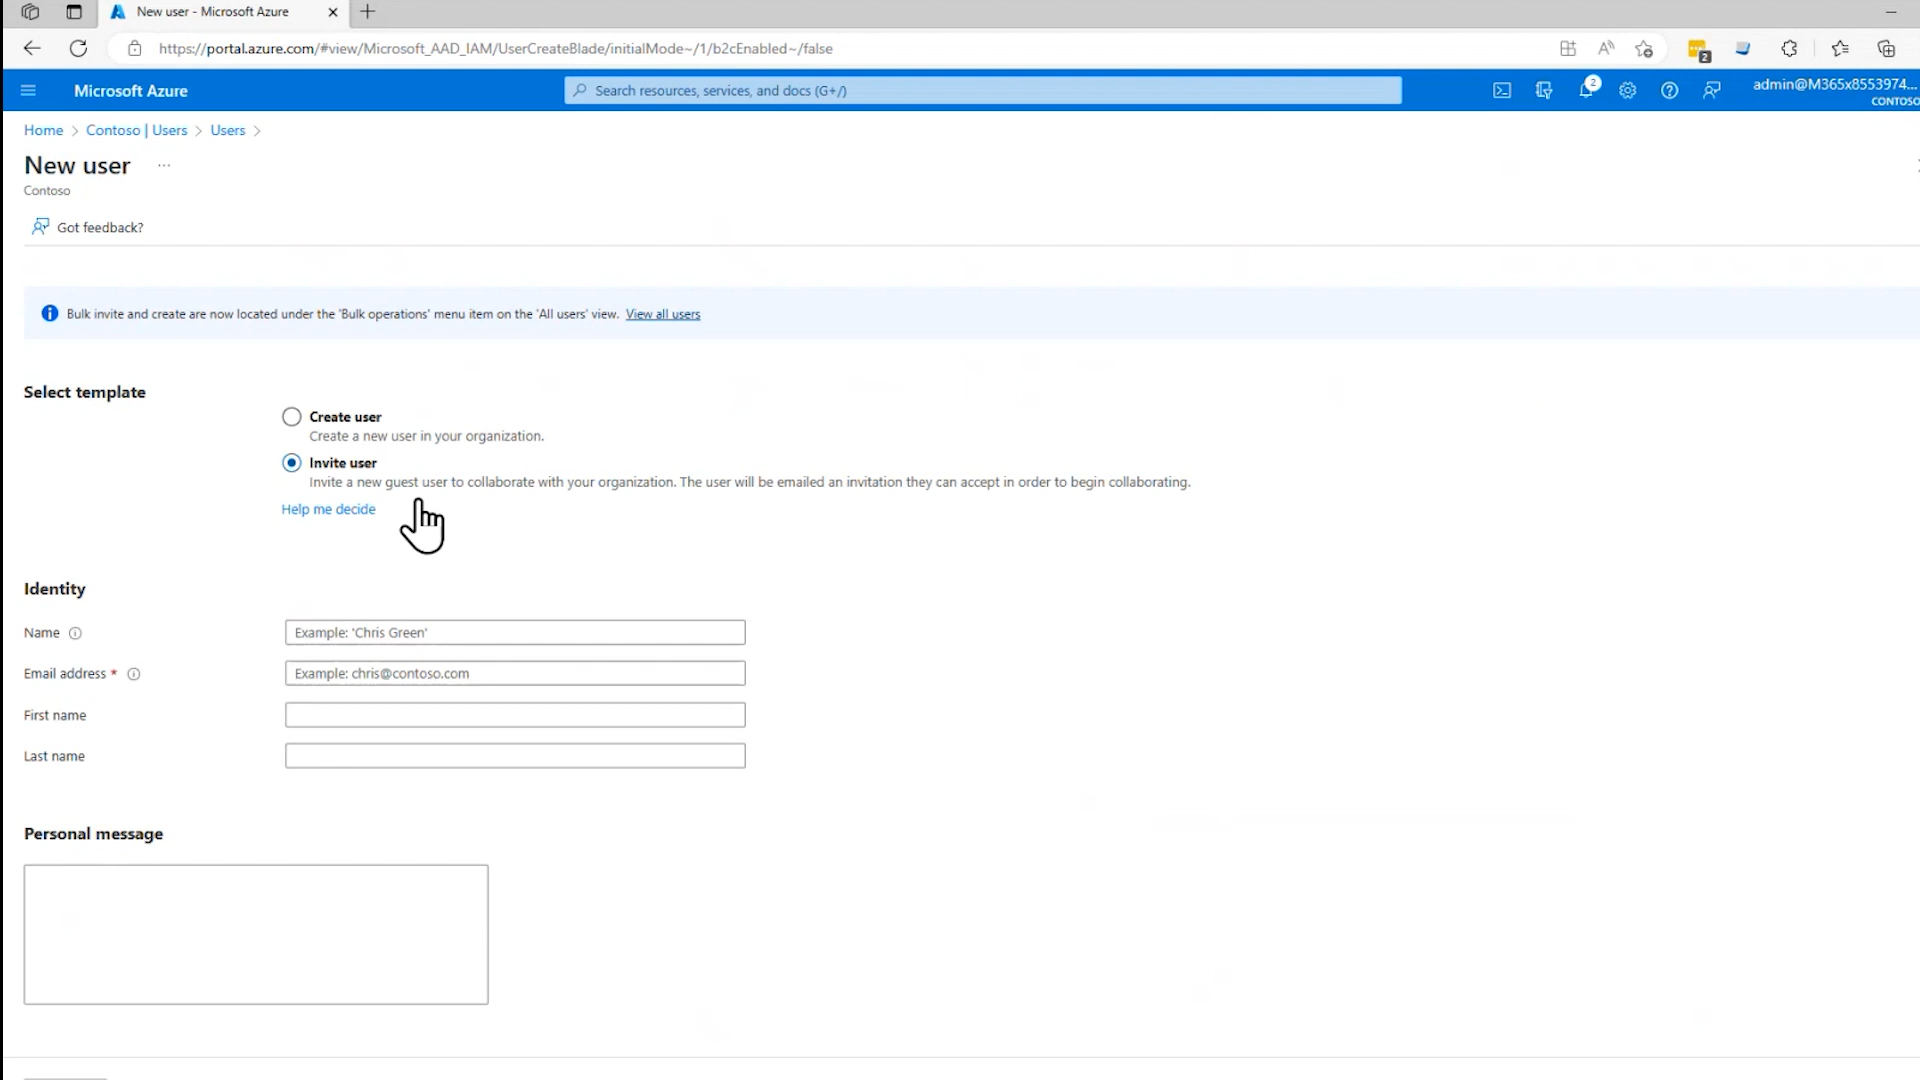 New user - Microsoft Azure
https://portal.azure.com/#view/Microsoft_AAD_IAM/UserCreateBlade/initialMode~/1/b2cEnabled~/false
2
Microsoft Azure
Search resources, services, and docs (G+/)
2
admin@M365x8553974...
CONTOSO
Home > Contoso | Users > Users >
New user ...
Contoso
Got feedback?
Bulk invite and create are now located under the 'Bulk operations' menu item on the 'All users' view. View all users
Select template
Create user
Create a new user in your organization.
Invite user
Invite a new guest user to collaborate with your organization. The user will be emailed an invitation they can accept in order to begin collaborating.
Help me decide
Identity
Name
Example: 'Chris Green'
Email address *
Example: chris@contoso.com
First name
Last name
Personal message